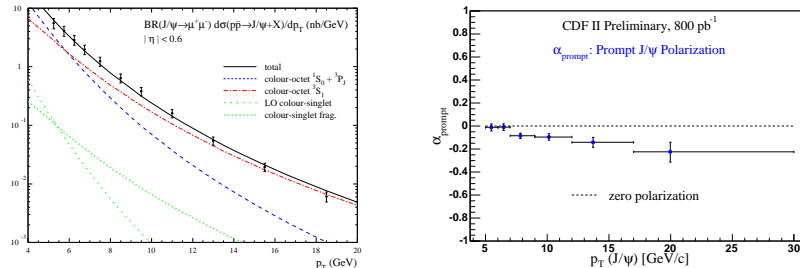 BR(J/ψ→μ⁺μ⁻) dσ(pp̄→J/ψ+X)/dp_T (nb/GeV)
| η | < 0.6
total
colour-octet ¹S₀ + ³P_J
colour-octet ³S₁
LO colour-singlet
colour-singlet frag.
10
1
10⁻¹
10⁻²
10⁻³
4 6 8 10 12 14 16 18 20
p_T (GeV)
CDF II Preliminary, 800 pb⁻¹
α_prompt: Prompt J/ψ Polarization
α_prompt
1
0.8
0.6
0.4
0.2
0
-0.2
-0.4
-0.6
-0.8
-1
zero polarization
5 10 15 20 25 30
p_T (J/ψ) [GeV/c]